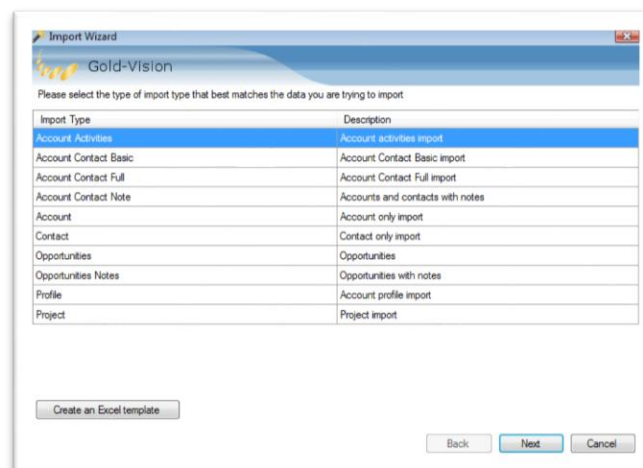 Import Wizard
Gold-Vision
Please select the type of import type that best matches the data you are trying to import
Import Type Description
Account Activities Account activities import
Account Contact Basic Account Contact Basic import
Account Contact Full Account Contact Full import
Account Contact Note Accounts and contacts with notes
Account Account only import
Contact Contact only import
Opportunities Opportunities
Opportunities Notes Opportunities with notes
Profile Account profile import
Project Project import
Create an Excel template
Back Next Cancel